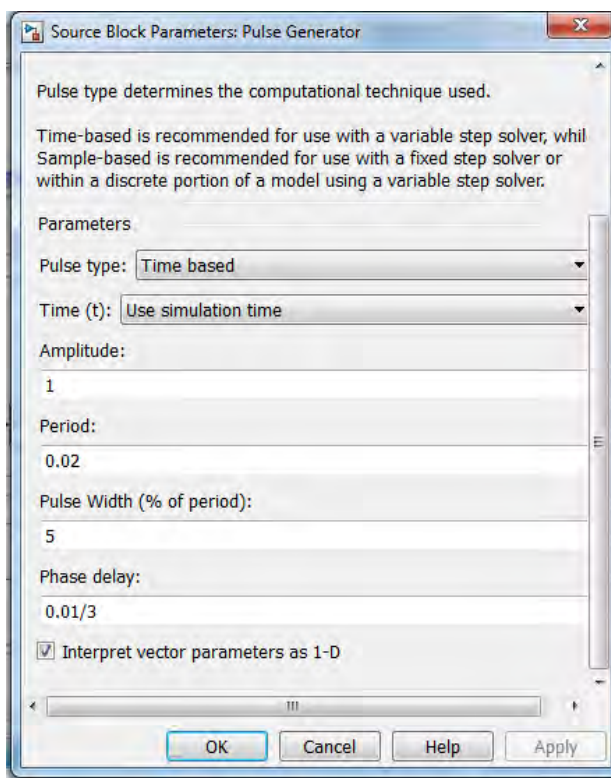 Source Block Parameters: Pulse Generator
Pulse type determines the computational technique used.
Time-based is recommended for use with a variable step solver, whil
Sample-based is recommended for use with a fixed step solver or
within a discrete portion of a model using a variable step solver.
Parameters
Pulse type: Time based
Time (t): Use simulation time
Amplitude:
1
Period:
0.02
Pulse Width (% of period):
5
Phase delay:
0.01/3
Interpret vector parameters as 1-D
OK Cancel Help Apply